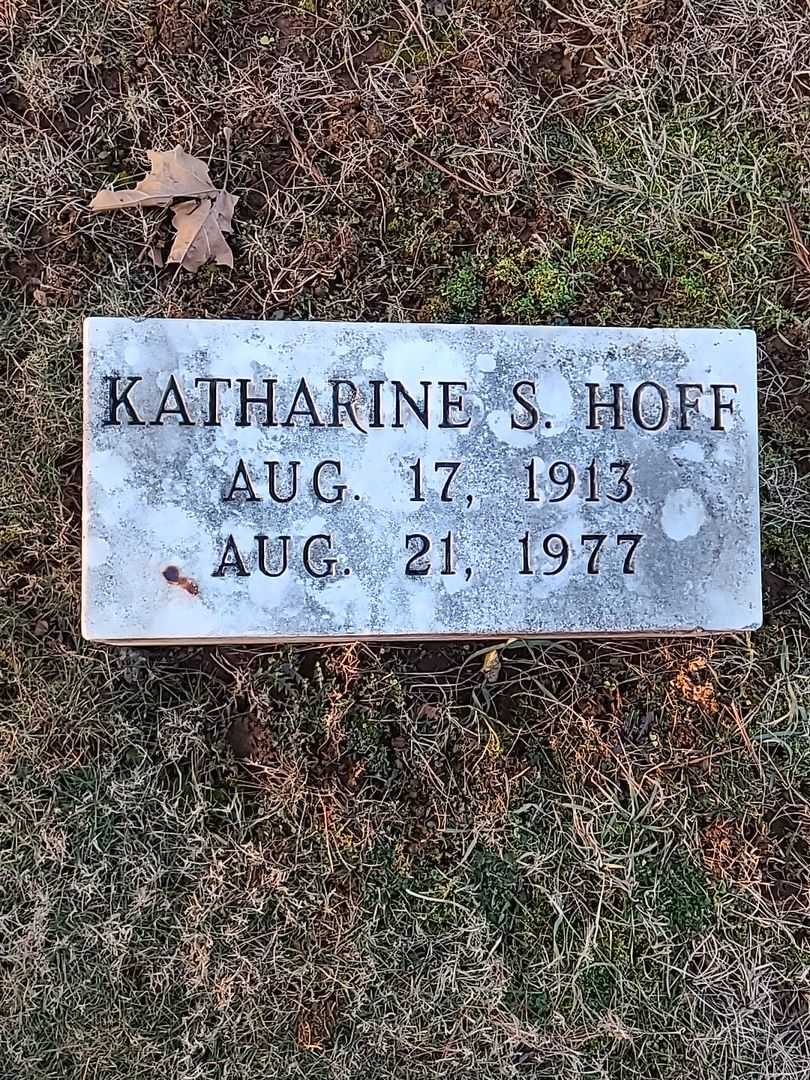 KATHARINE S. HOFF
AUG. 17, 1913
AUG. 21, 1977